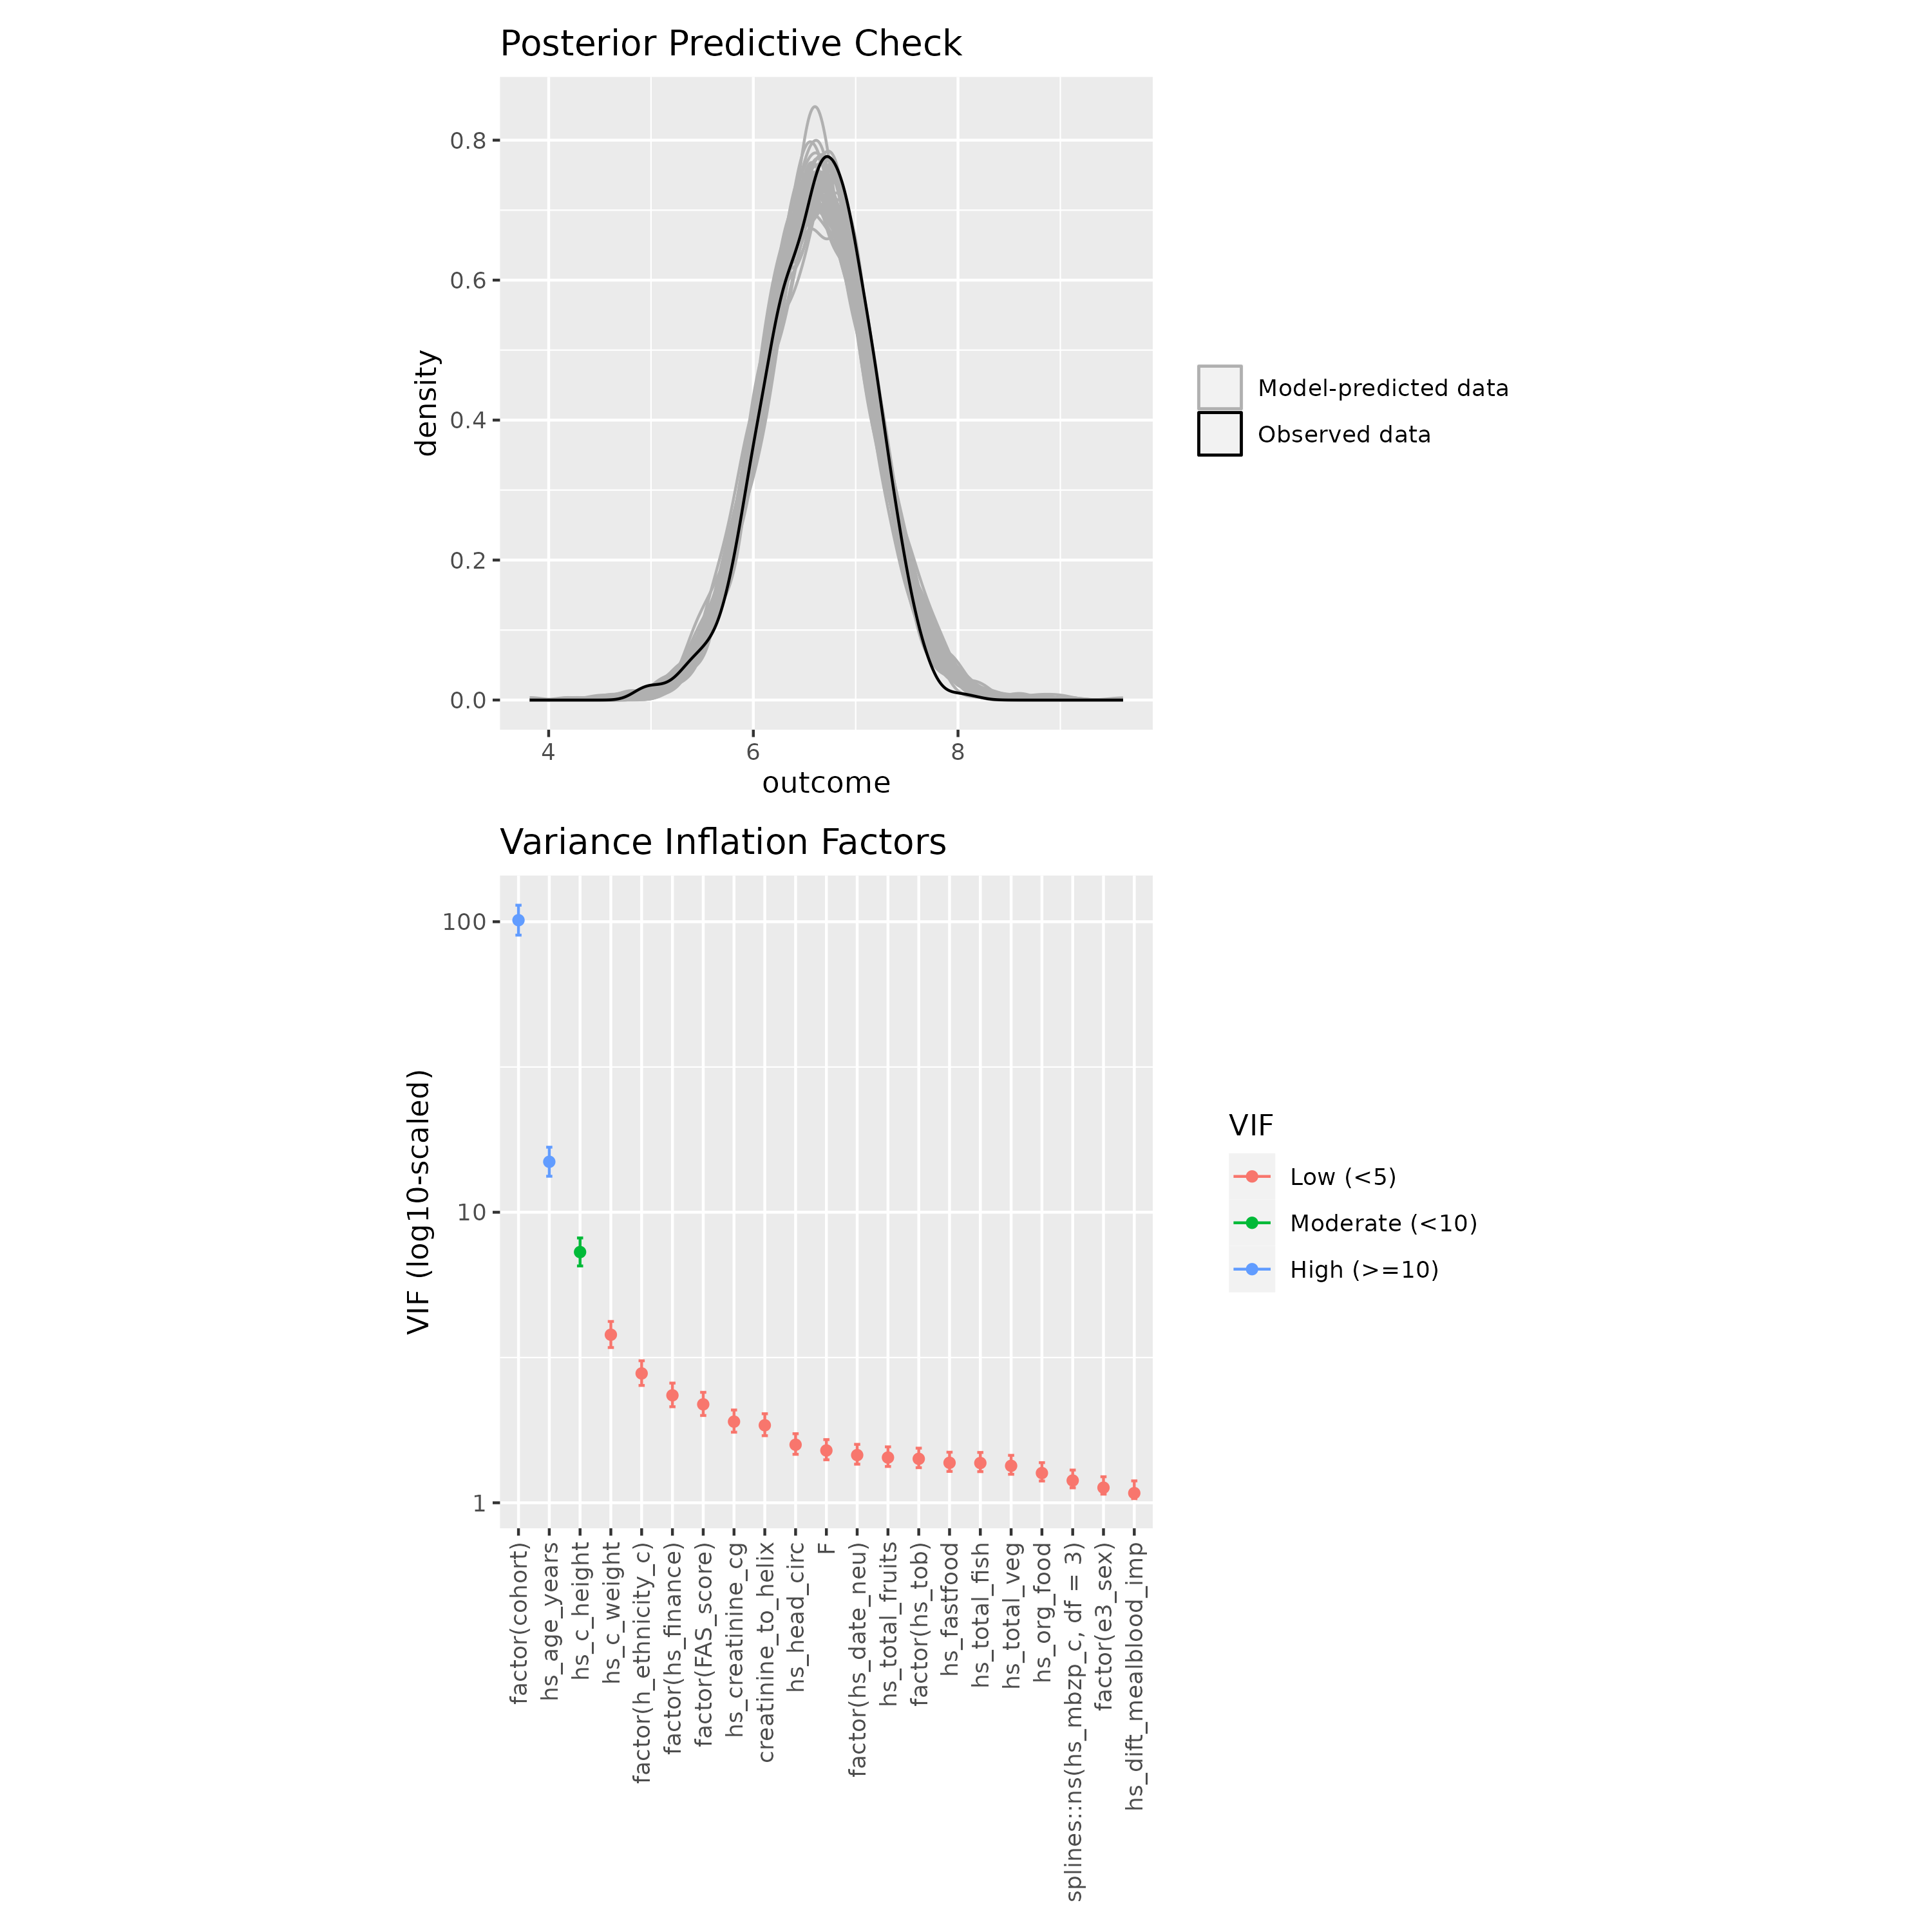 Posterior Predictive Check
0.8
0.6
0.4
0.2
0.0
density
4 6 8
outcome
Model-predicted data
Observed data
Variance Inflation Factors
100
10
1
VIF (log10-scaled)
factor(cohort)
hs_age_years
hs_c_height
hs_c_weight
factor(h_ethnicity_c)
factor(hs_finance)
factor(FAS_score)
hs_creatinine_cg
creatinine_to_helix
hs_head_circ
F
factor(hs_date_neu)
hs_total_fruits
factor(hs_tob)
hs_fastfood
hs_total_fish
hs_total_veg
hs_org_food
splines::ns(hs_mbzp_c, df = 3)
factor(e3_sex)
hs_dift_mealblood_imp
VIF
Low (<5)
Moderate (<10)
High (>=10)